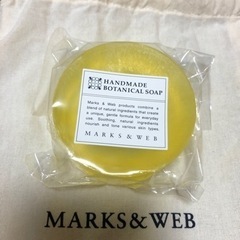 HANDMADE
BOTANICAL SOAP
Marks & Web products contains a
blend of natural ingredients that create
a unique, gentle formula for everyday
use. Soothing, natural ingredients
nourish and tone various skin types.
MARKS & WEB
MARKS&WEB